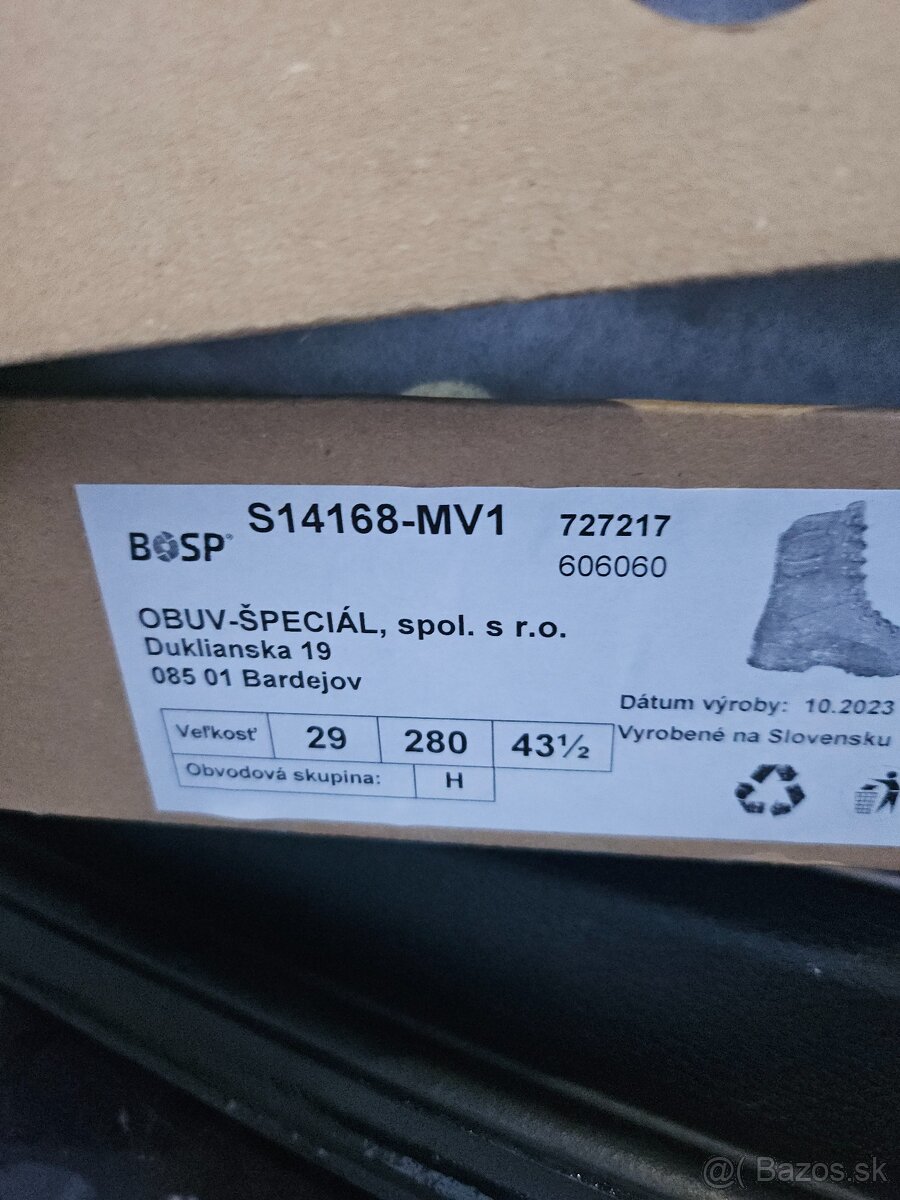 BOSP® S14168-MV1 727217
606060
OBUV-ŠPECIÁL, spol. s r.o.
Duklianska 19
085 01 Bardejov
Dátum výroby: 10.2023
Vyrobené na Slovensku
Veľkosť 29 280 43½
Obvodová skupina: H
@( Bazos.sk